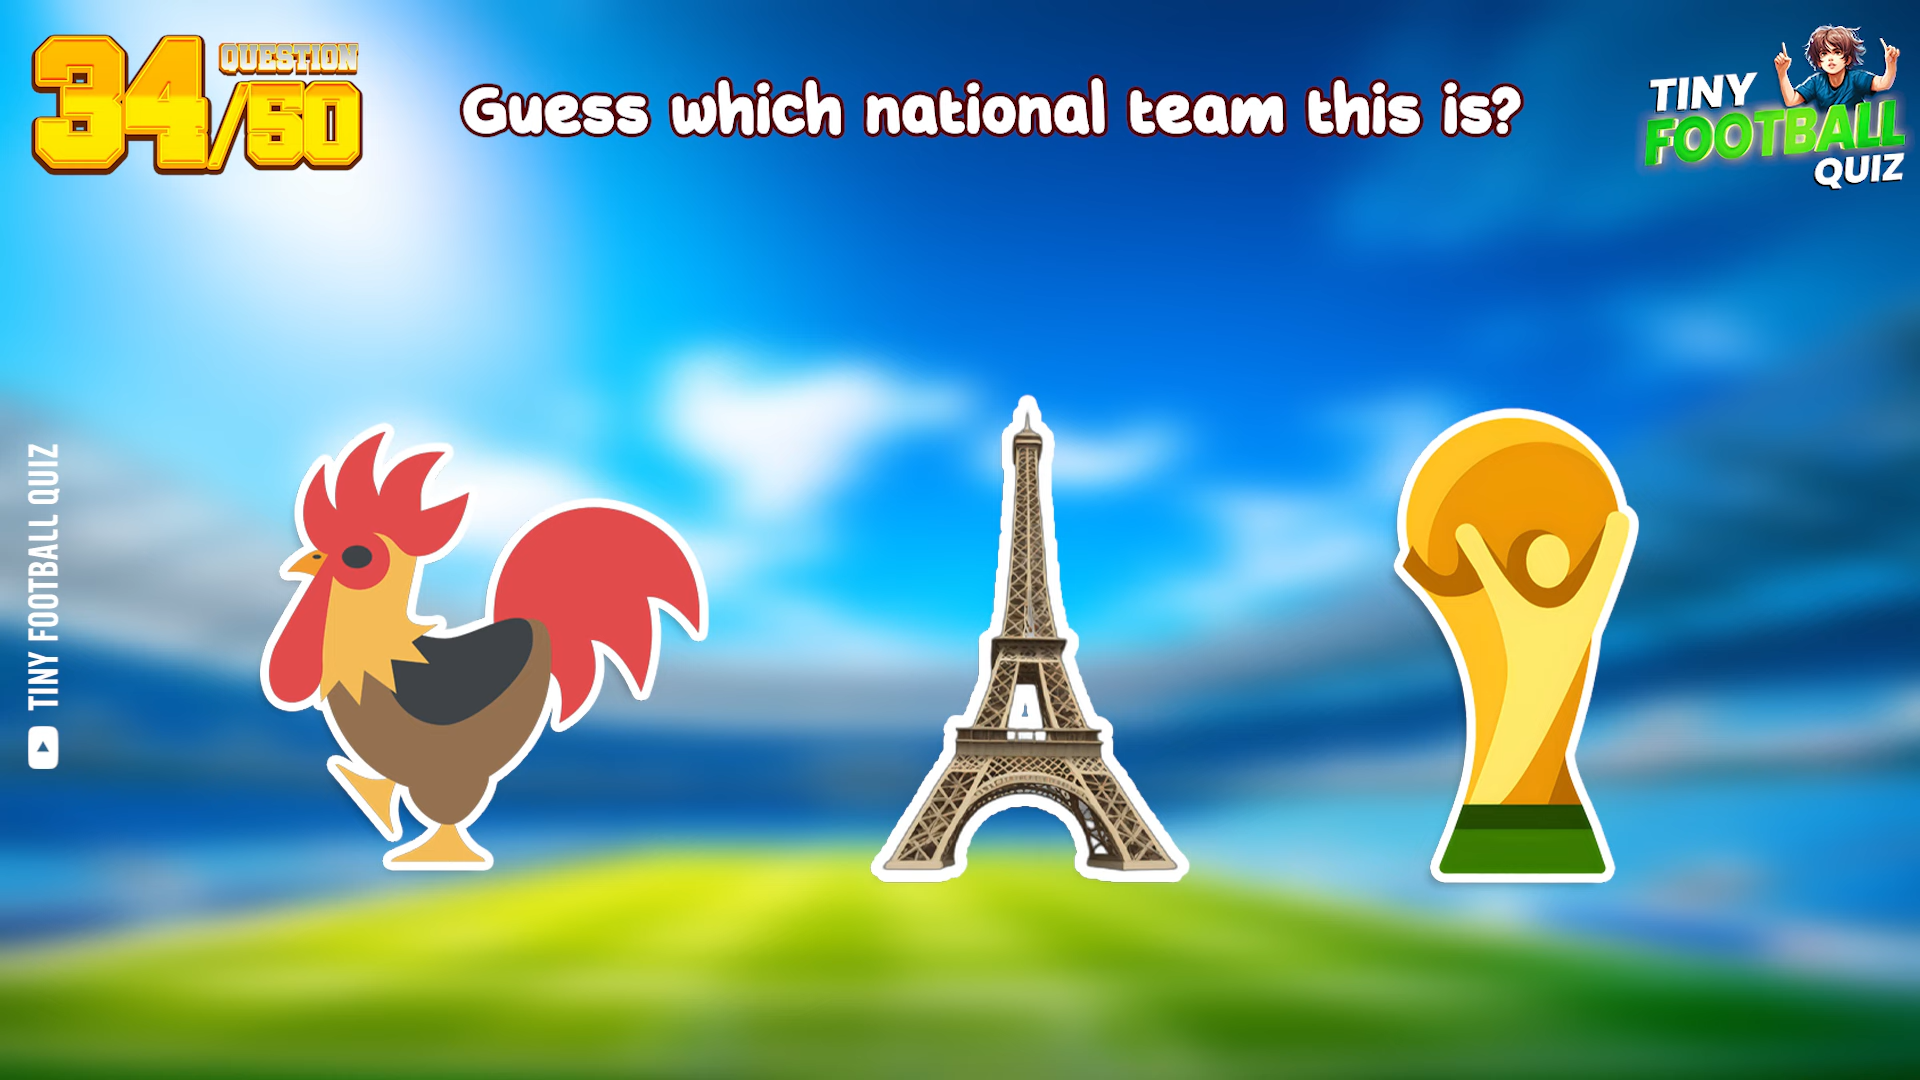 34/50
QUESTION
Guess which national team this is?
TINY
FOOTBALL
QUIZ
TINY FOOTBALL QUIZ